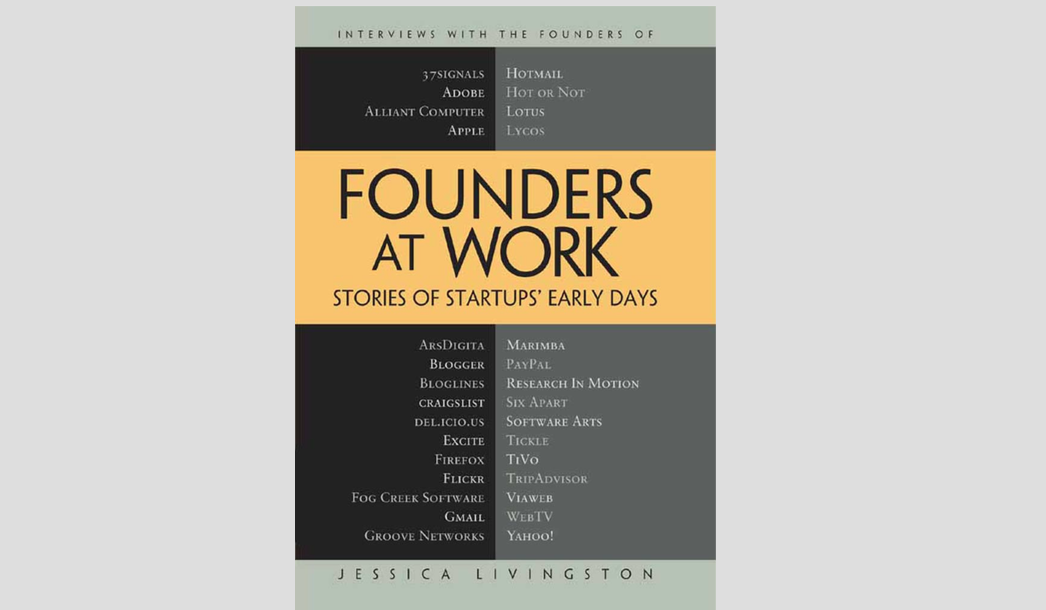 INTERVIEWS WITH THE FOUNDERS OF
37SIGNALS HOTMAIL
ADOBE HOT OR NOT
ALLIANT COMPUTER LOTUS
APPLE LYCOS
FOUNDERS
AT WORK
STORIES OF STARTUPS' EARLY DAYS
ARSDIGITA MARIMBA
BLOGGER PAYPAL
BLOGLINES RESEARCH IN MOTION
CRAIGSLIST SIX APART
DEL.ICIO.US SOFTWARE ARTS
EXCITE TICKLE
FIREFOX TIVO
FLICKR TRIPADVISOR
FOG CREEK SOFTWARE VIAWEB
GMAIL WEBTV
GROOVE NETWORKS YAHOO!
JESSICA LIVINGSTON